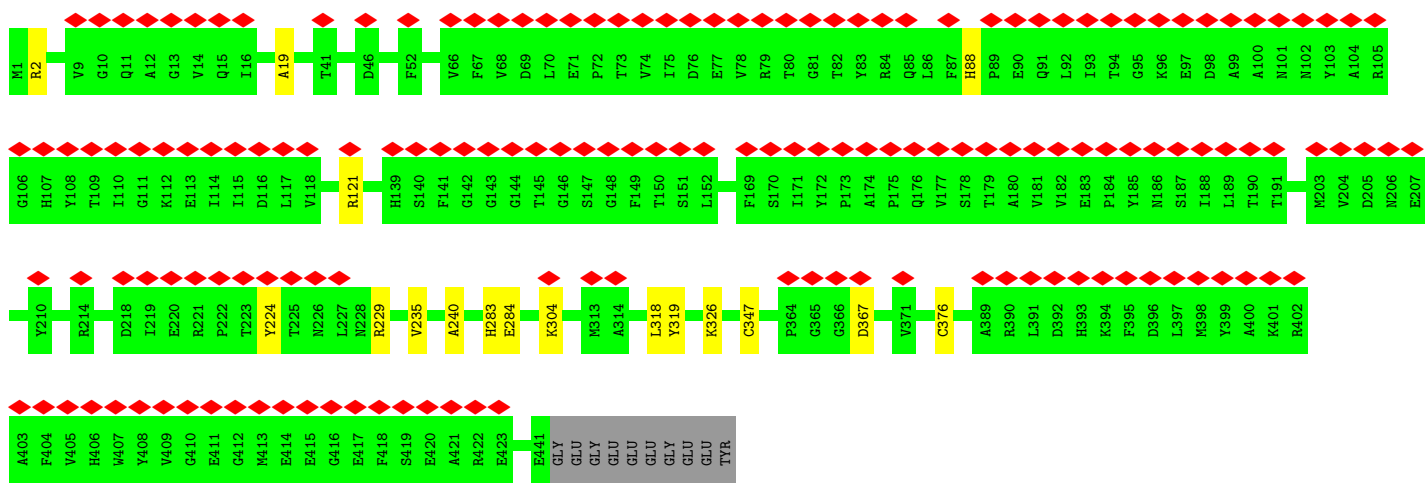 M1 R2 V9 G10 Q11 A12 G13 V14 Q15 I16 A19 T41 D46 F52 V66 F67 V68 D69 L70 E71 P72 T73 V74 I75 D76 E77 V78 R79 T80 G81 T82 Y83 R84 Q85 L86 F87 H88 P89 E90 Q91 L92 I93 T94 G95 K96 E97 D98 A99 A100 N101 N102 Y103 A104 R105
G106 H107 Y108 T109 I110 G111 K112 E113 I114 I115 D116 L117 V118 R121 H139 S140 F141 G142 G143 G144 T145 G146 S147 G148 F149 T150 S151 L152 F169 S170 I171 Y172 P173 A174 P175 Q176 V177 S178 T179 A180 V181 V182 E183 P184 Y185 N186 S187 I188 L189 T190 T191 M203 V204 D205 N206 E207
Y210 R214 D218 I219 E220 R221 P222 T223 Y224 T225 N226 L227 N228 R229 V235 A240 H283 E284 K304 M313 A314 L318 Y319 K326 C347 P364 G365 G366 D367 V371 C376 A389 R390 L391 D392 H393 K394 F395 D396 L397 M398 Y399 A400 K401 R402
A403 F404 V405 H406 W407 Y408 V409 G410 E411 G412 M413 E414 E415 G416 E417 F418 S419 E420 A421 R422 E423 E441 GLY GLU GLY GLU GLU GLU GLY GLU GLU TYR